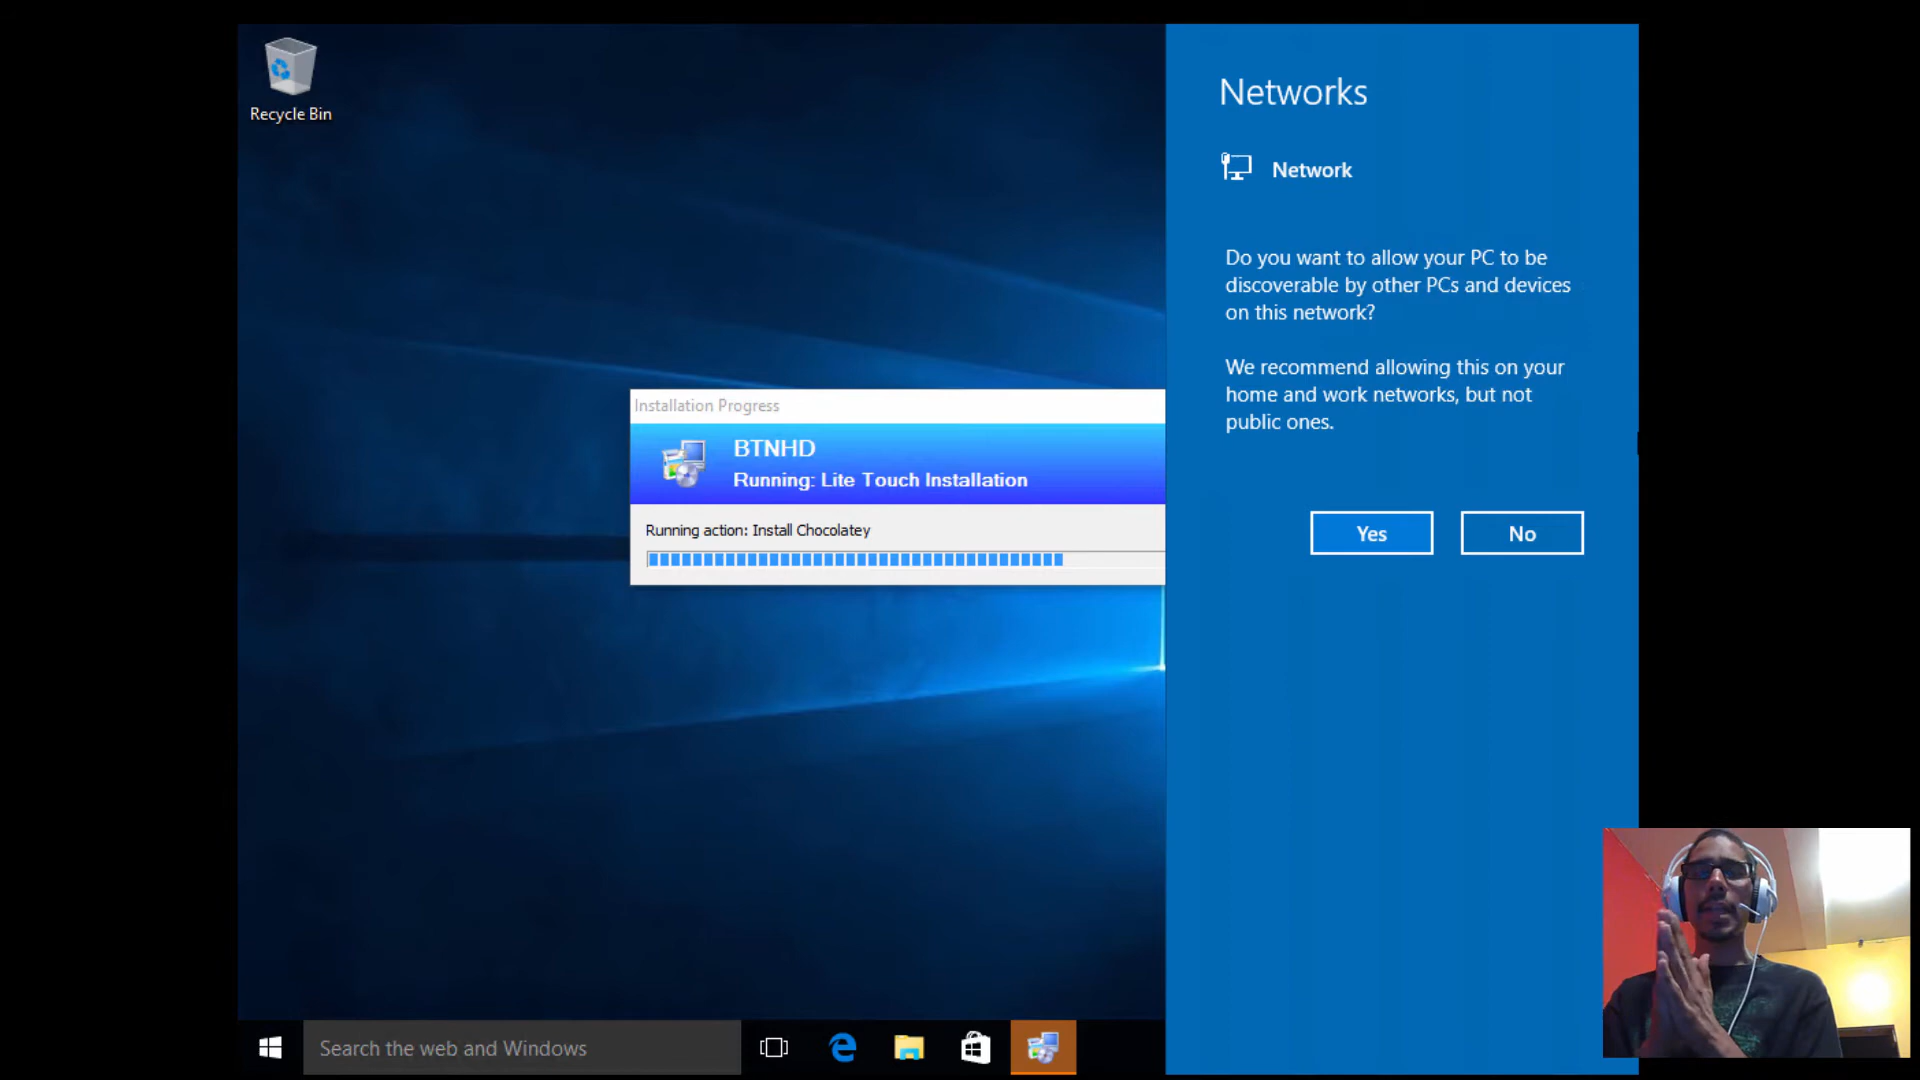 Recycle Bin
Installation Progress
BTNHD
Running: Lite Touch Installation
Running action: Install Chocolatey
Networks
Network
Do you want to allow your PC to be
discoverable by other PCs and devices
on this network?
We recommend allowing this on your
home and work networks, but not
public ones.
Yes
No
Search the web and Windows